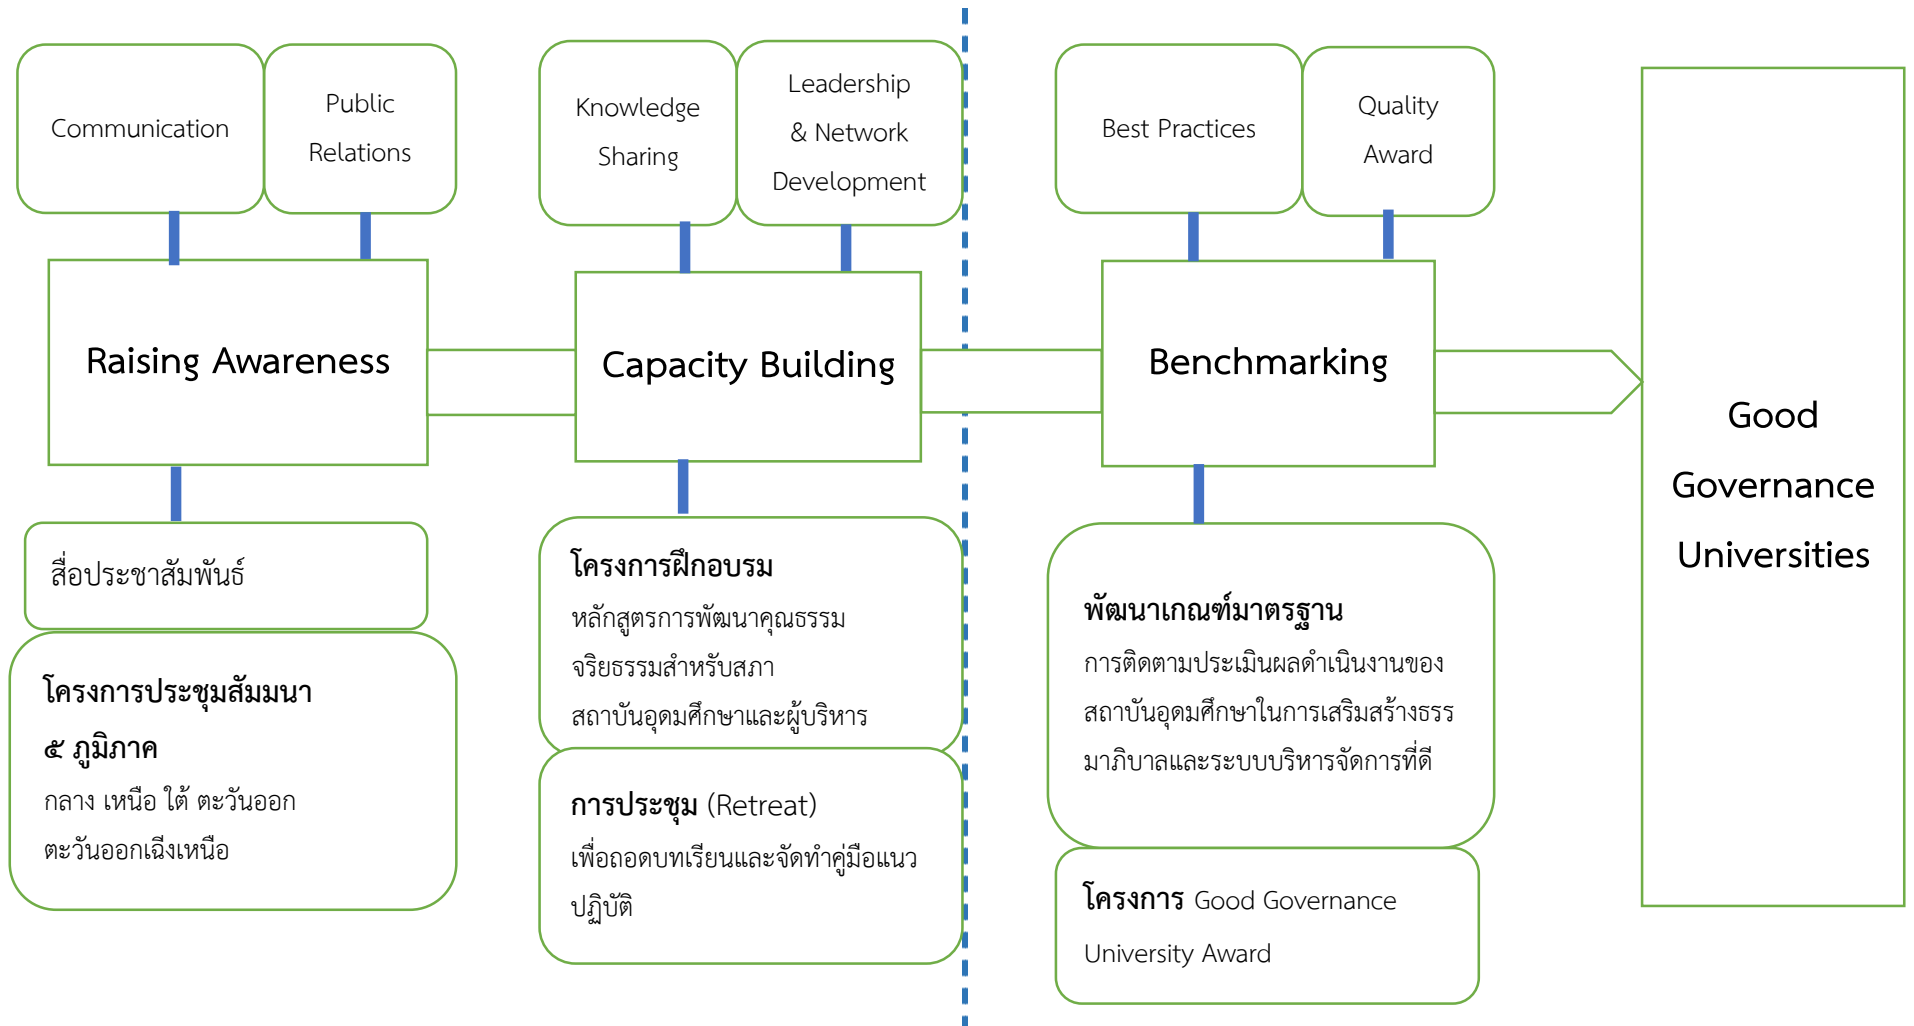 Communication
Public
Relations
Knowledge
Sharing
Leadership
& Network
Development
Best Practices
Quality
Award
Raising Awareness
Capacity Building
Benchmarking
Good
Governance
Universities
สื่อประชาสัมพันธ์
โครงการประชุมสัมมนา
๕ ภูมิภาค
กลาง เหนือ ใต้ ตะวันออก
ตะวันออกเฉีงเหนือ
โครงการฝึกอบรม
หลักสูตรการพัฒนาคุณธรรม
จริยธรรมสำหรับสภา
สถาบันอุดมศึกษาและผู้บริหาร
การประชุม (Retreat)
เพื่อถอดบทเรียนและจัดทำคู่มือแนว
ปฏิบัติ
พัฒนาเกณฑ์มาตรฐาน
การติดตามประเมินผลดำเนินงานของ
สถาบันอุดมศึกษาในการเสริมสร้างธรร
มาภิบาลและระบบบริหารจัดการที่ดี
โครงการ Good Governance
University Award